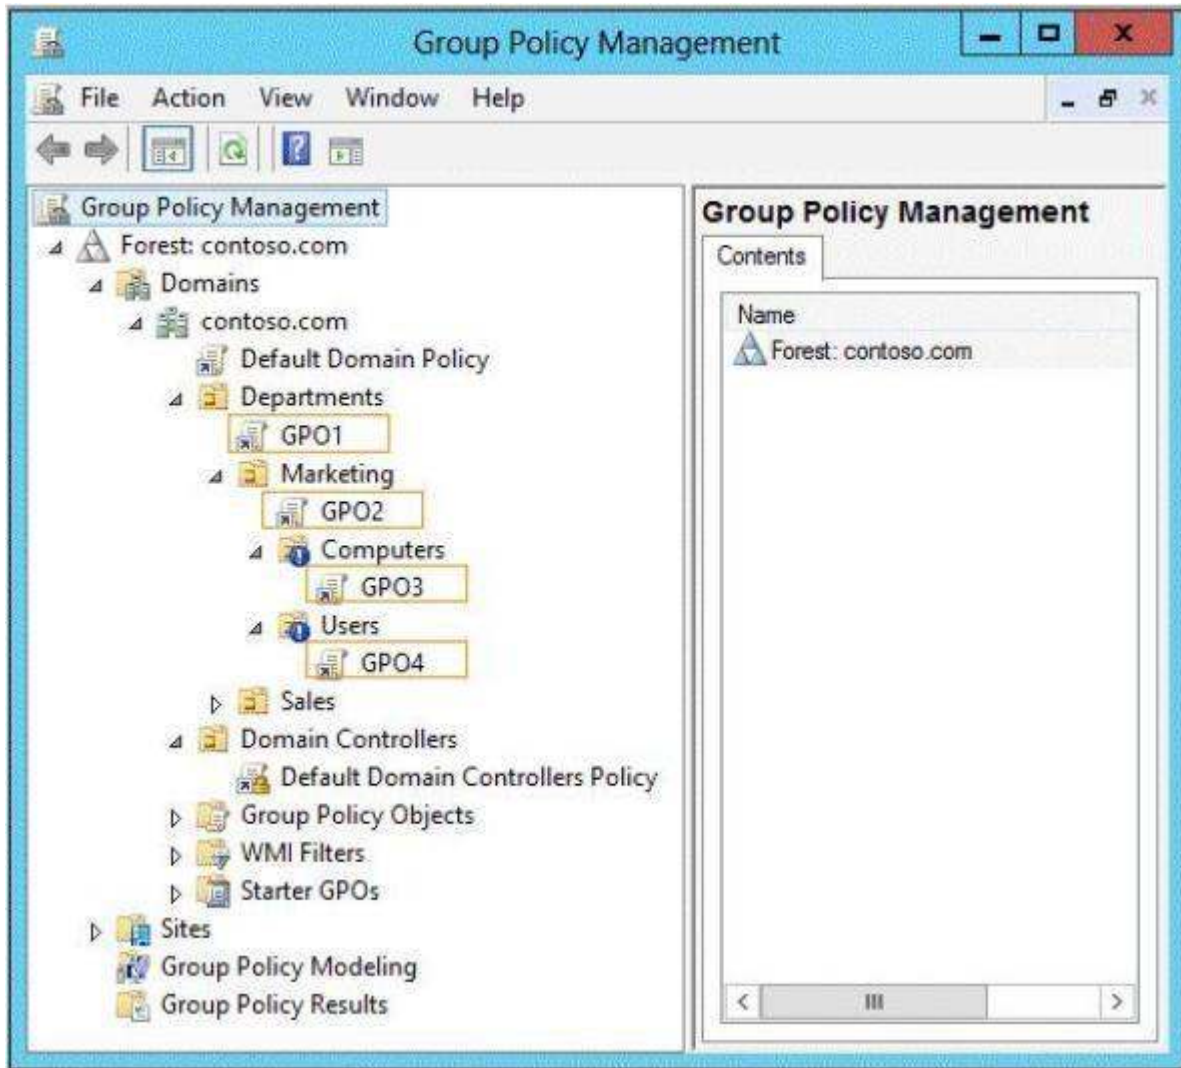 Group Policy Management
File Action View Window Help
Group Policy Management
Forest: contoso.com
Domains
contoso.com
Default Domain Policy
Departments
GPO1
Marketing
GPO2
Computers
GPO3
Users
GPO4
Sales
Domain Controllers
Default Domain Controllers Policy
Group Policy Objects
WMI Filters
Starter GPOs
Sites
Group Policy Modeling
Group Policy Results
Group Policy Management
Contents
Name
Forest: contoso.com